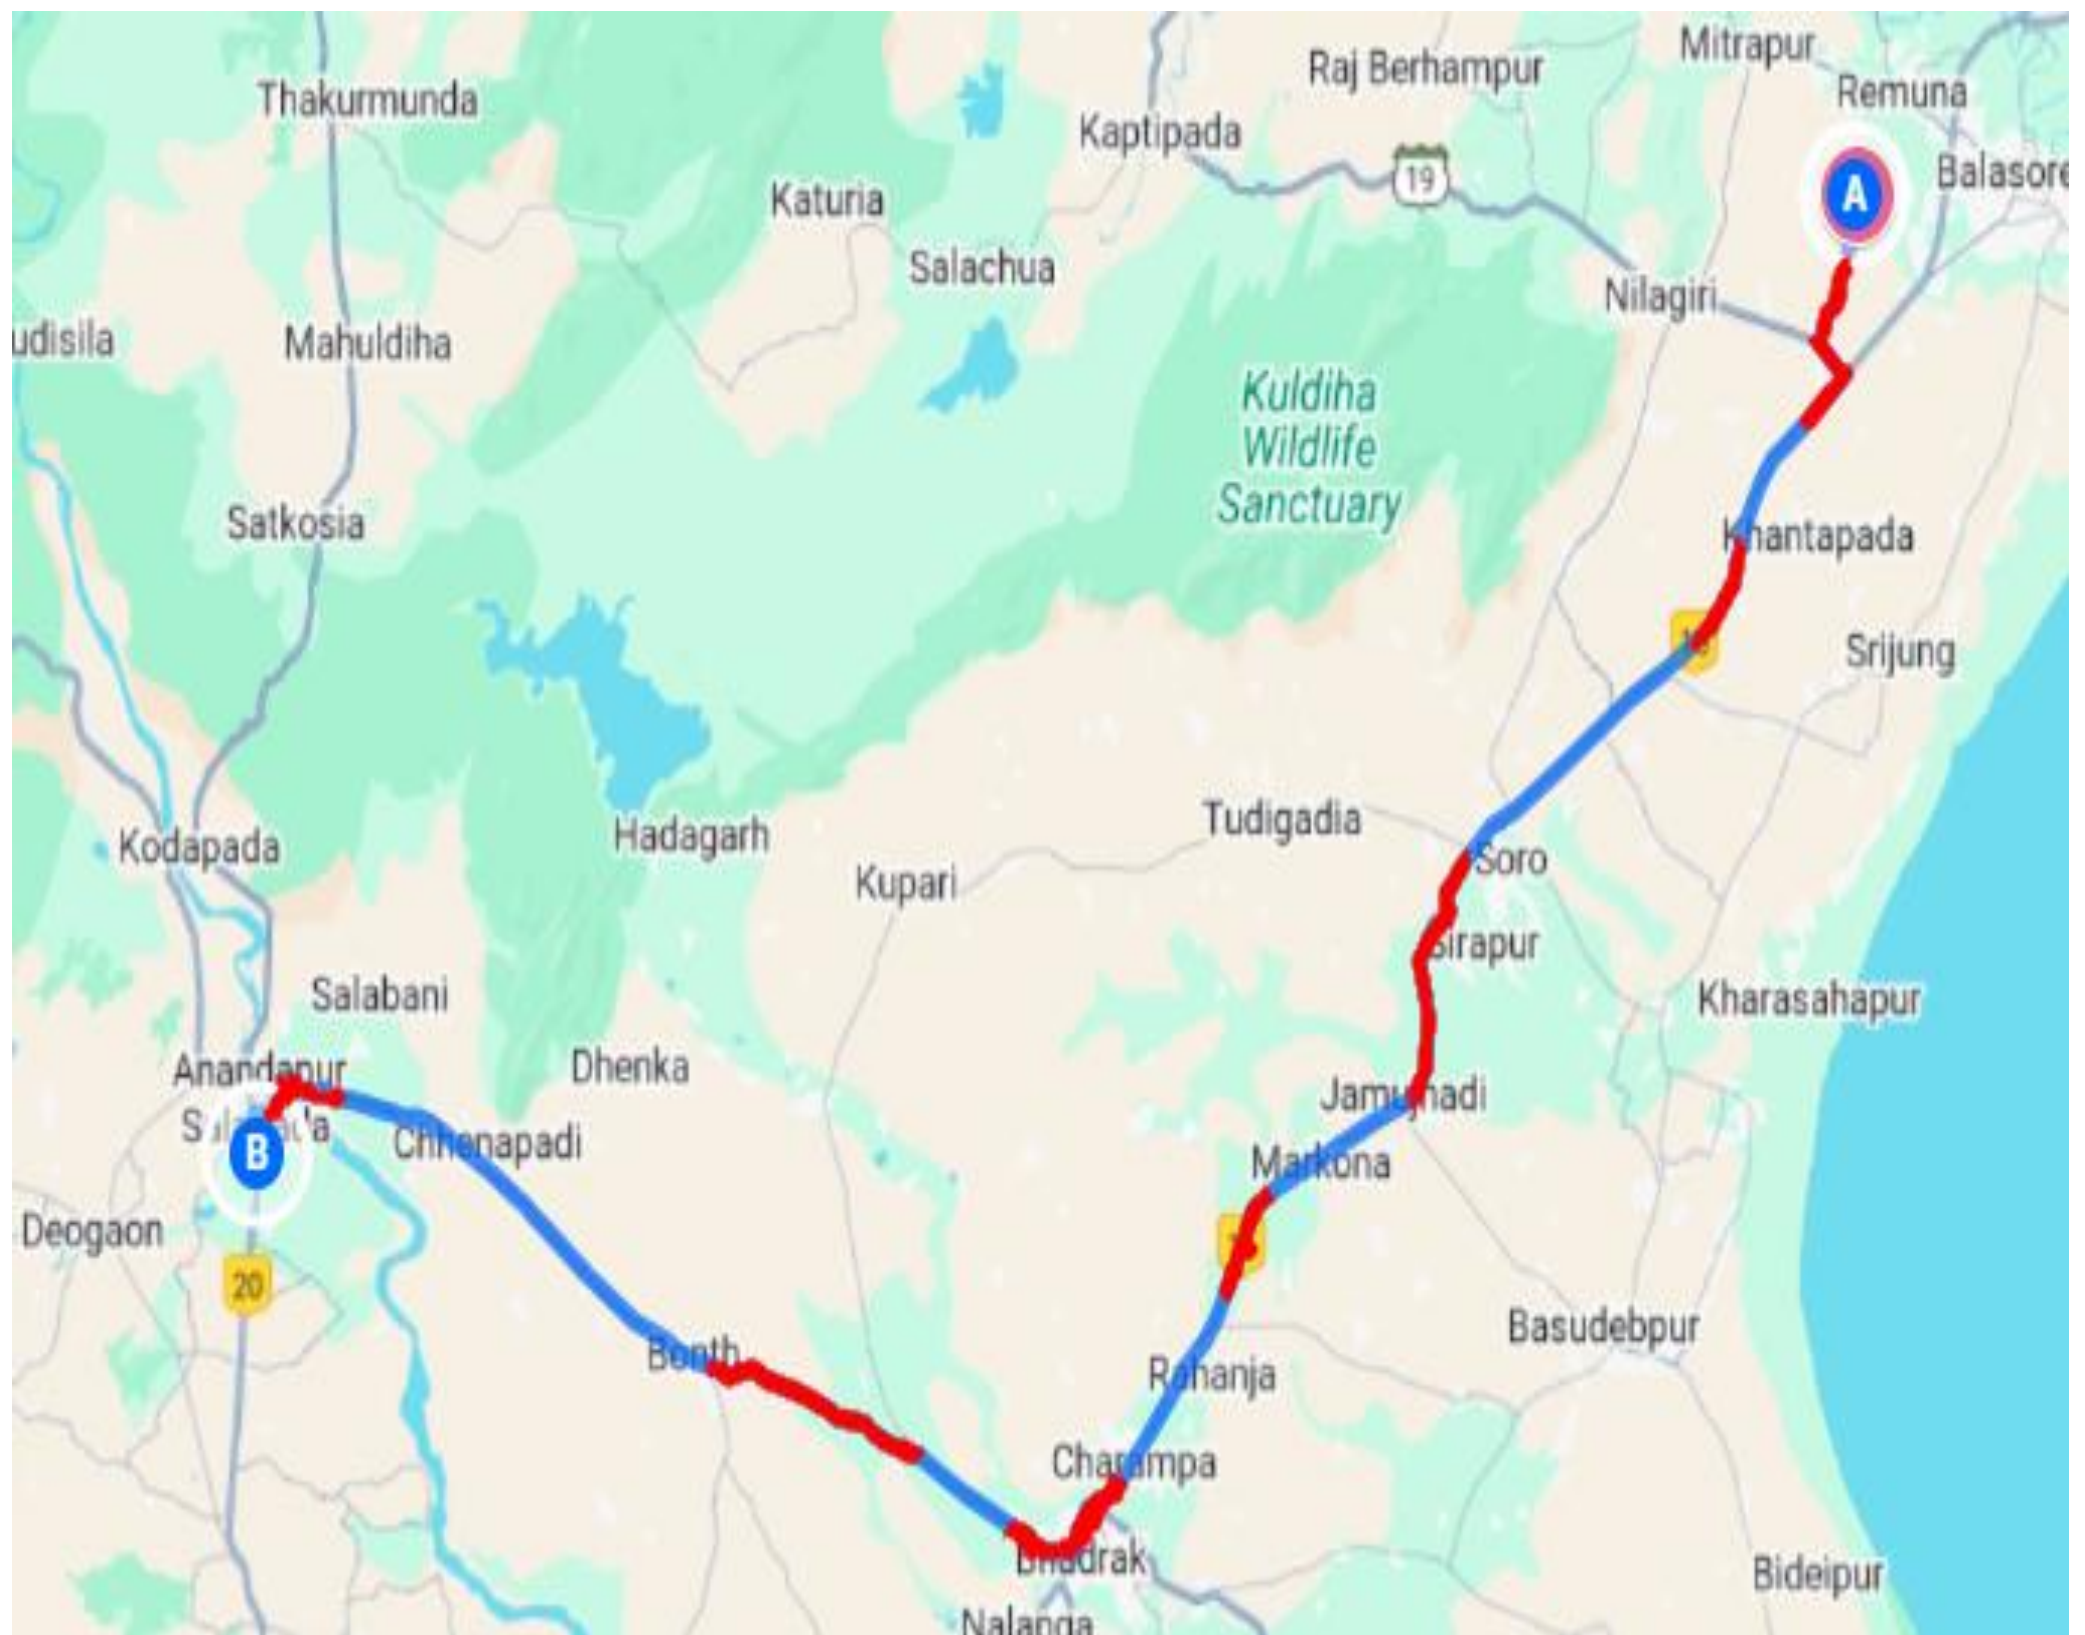 Mitrapur
Raj Berhampur
Remuna
Thakurmunda
Kaptipada
Balasore
19
A
Katuria
Salachua
Nilagiri
udisila
Mahuldiha
Kuldiha
Wildlife
Sanctuary
Satkosia
Khantapada
Srijung
Tudigadia
Hadagarh
Kodapada
Soro
Kupari
Sirapur
Salabani
Kharasahapur
Anandapur
Dhenka
Jamujhadi
B
Chhenapadi
Markona
Deogaon
20
Basudebpur
Bonth
Rahanja
Charampa
Bhadrak
Bideipur
Nalanga